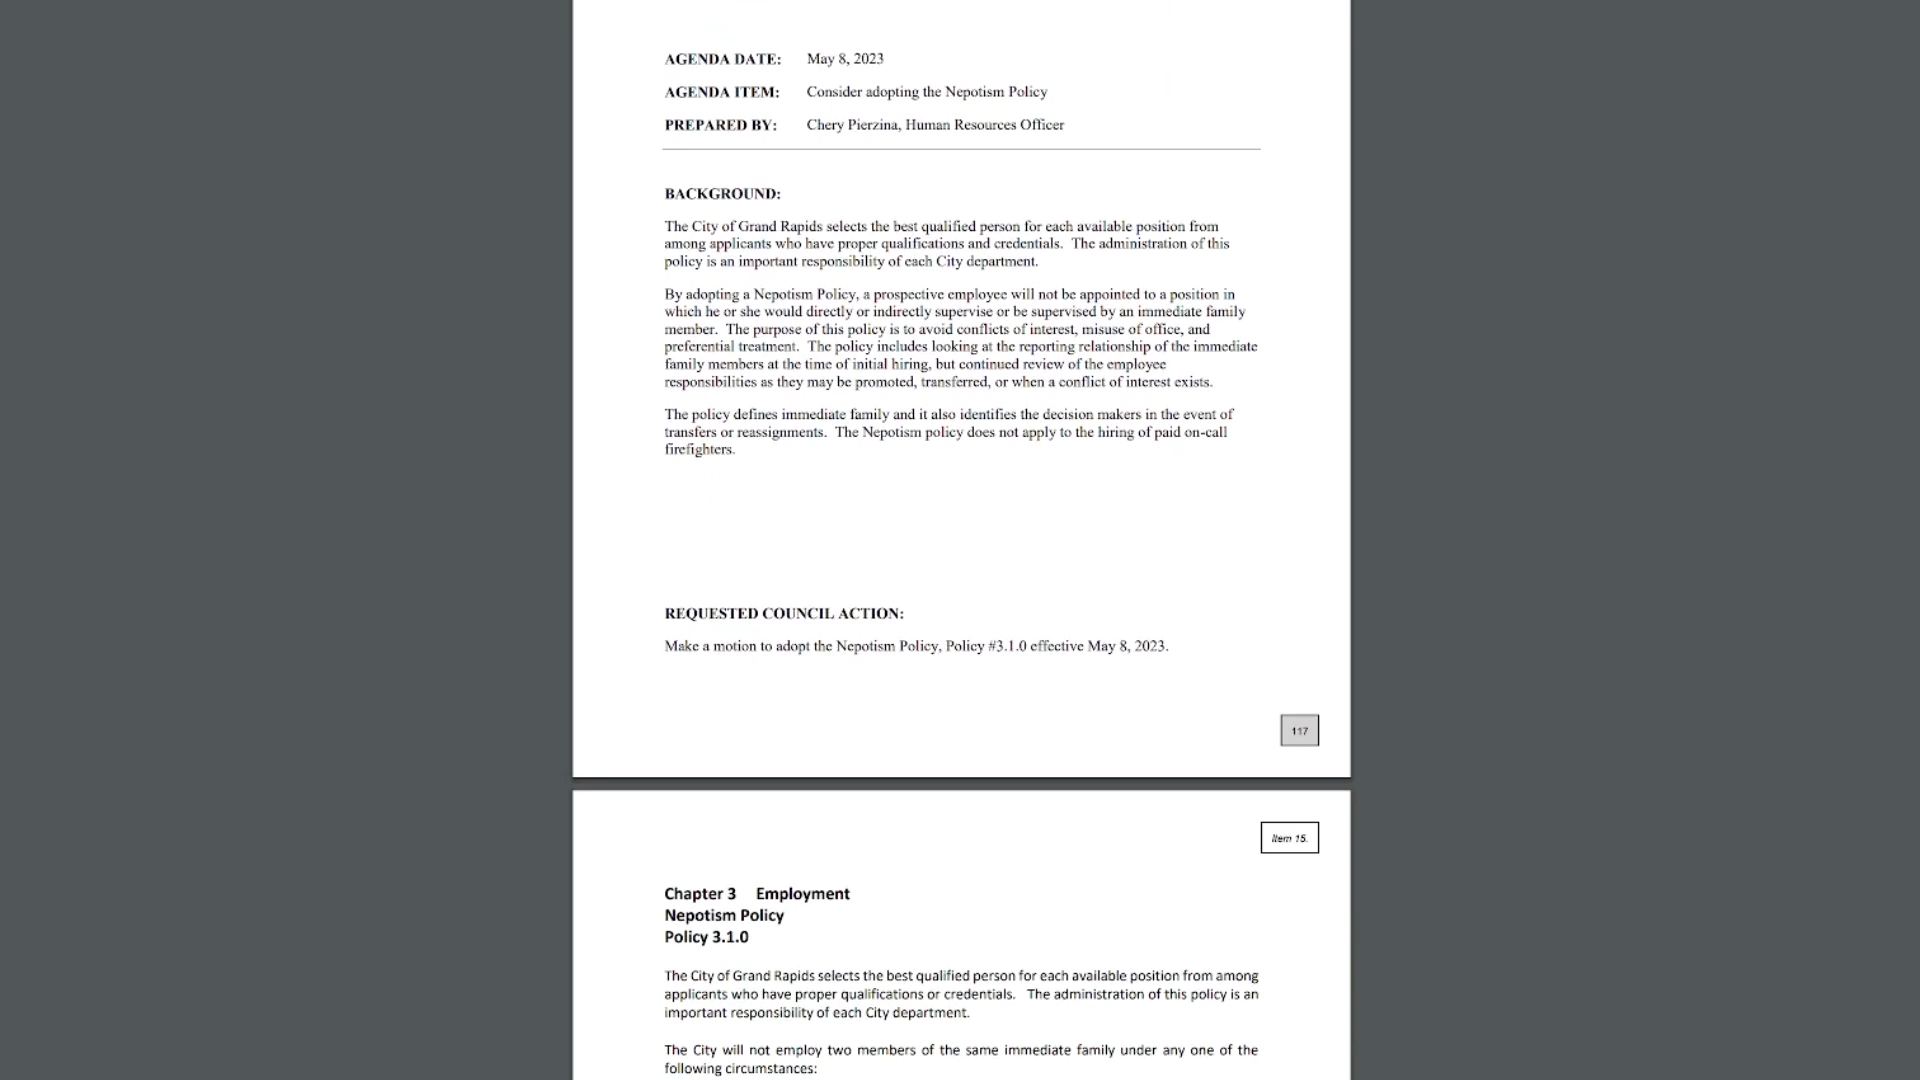 AGENDA DATE: May 8, 2023
AGENDA ITEM: Consider adopting the Nepotism Policy
PREPARED BY: Chery Pierzina, Human Resources Officer
BACKGROUND:
The City of Grand Rapids selects the best qualified person for each available position from
among applicants who have proper qualifications and credentials. The administration of this
policy is an important responsibility of each City department.
By adopting a Nepotism Policy, a prospective employee will not be appointed to a position in
which he or she would directly or indirectly supervise or be supervised by an immediate family
member. The purpose of this policy is to avoid conflicts of interest, misuse of office, and
preferential treatment. The policy includes looking at the reporting relationship of the immediate
family members at the time of initial hiring, but continued review of the employee
responsibilities as they may be promoted, transferred, or when a conflict of interest exists.
The policy defines immediate family and it also identifies the decision makers in the event of
transfers or reassignments. The Nepotism policy does not apply to the hiring of paid on-call
firefighters.
REQUESTED COUNCIL ACTION:
Make a motion to adopt the Nepotism Policy, Policy #3.1.0 effective May 8, 2023.
117
Item 15.
Chapter 3 Employment
Nepotism Policy
Policy 3.1.0
The City of Grand Rapids selects the best qualified person for each available position from among
applicants who have proper qualifications or credentials. The administration of this policy is an
important responsibility of each City department.
The City will not employ two members of the same immediate family under any one of the
following circumstances: